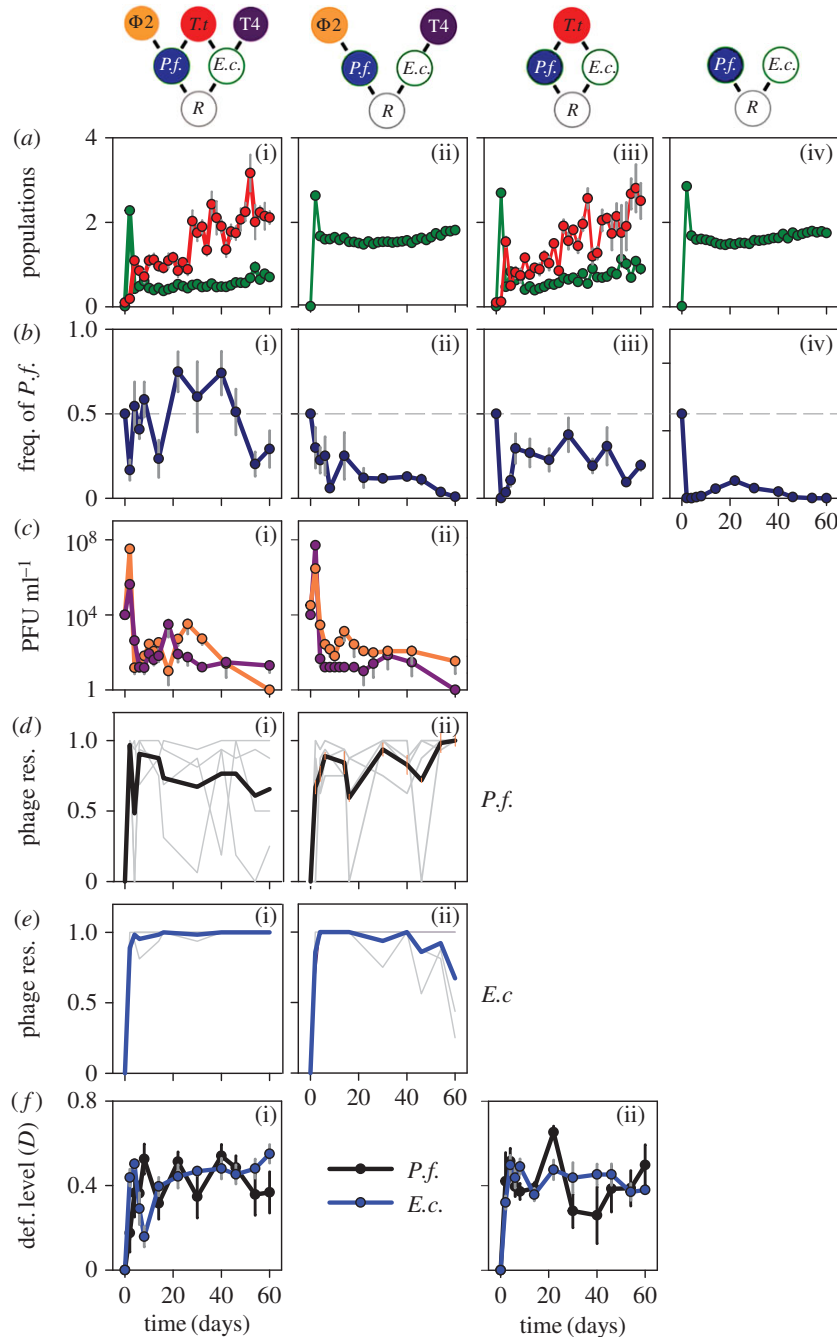 Φ2 T.t T4 Φ2 T4 T.t
P.f. E.c. P.f. E.c. P.f. E.c. P.f. E.c.
R R R R
(a) 4 (i) (ii) (iii) (iv)
populations
2
0
(b) 1.0 (i) (ii) (iii) (iv)
freq. of P.f.
0.5
0
0 20 40 60
(c) 10⁸ (i) (ii)
PFU ml⁻¹
10⁴
1
(d) (i) (ii)
1.0
phage res.
0.5
P.f.
0
(e) (i) (ii)
1.0
phage res.
0.5
E.c
0
0 20 40 60
(f) 0.8 (i) (ii)
def. level (D)
0.4
P.f.
E.c.
0
0 20 40 60 0 20 40 60
time (days) time (days)